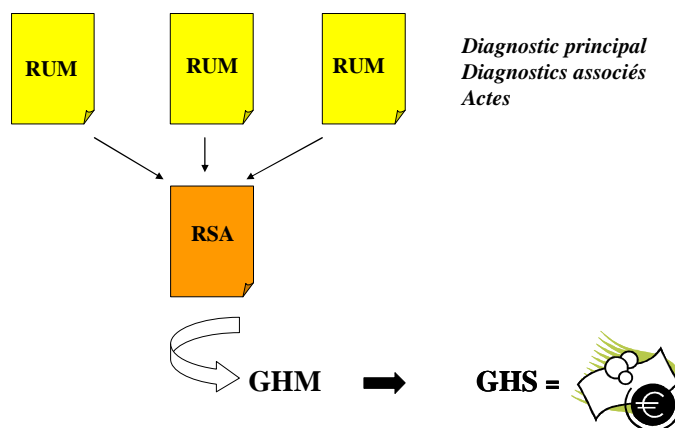 RUM
RUM
RUM
Diagnostic principal
Diagnostics associés
Actes
RSA
GHM
GHS =
€